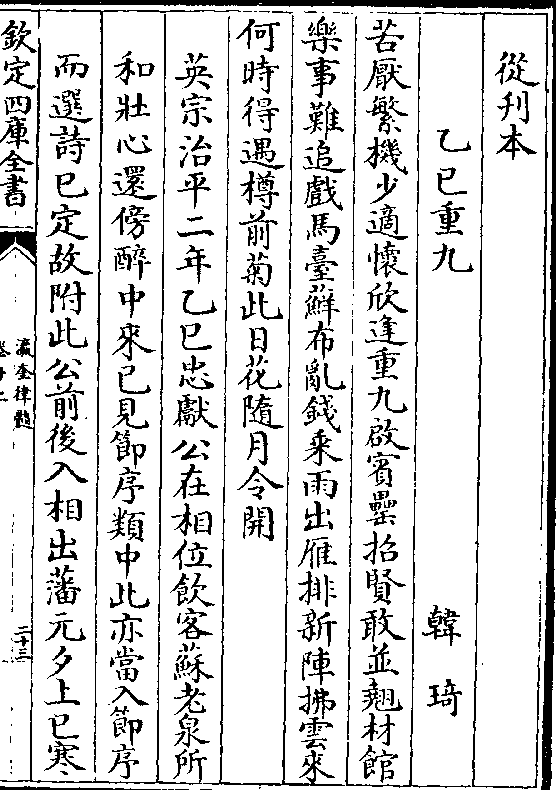 從刋本
乙巳重九　　　　韓琦
苦厭繁機少適懷欣逢重九啟賓罍招賢敢並翹材館
樂事難追戲馬臺蘚布亂錢乘雨出雁排新陣拂雲來
何時得遇樽前菊此日花隨月令開
英宗治平二年乙巳忠獻公在相位飲客蘇老泉所
和壯心還傍醉中來已見節序類中此亦當入節序
而選詩已定故附此公前後入相出藩元夕上巳寒
欽定四庫全書
瀛奎律髓
二十三